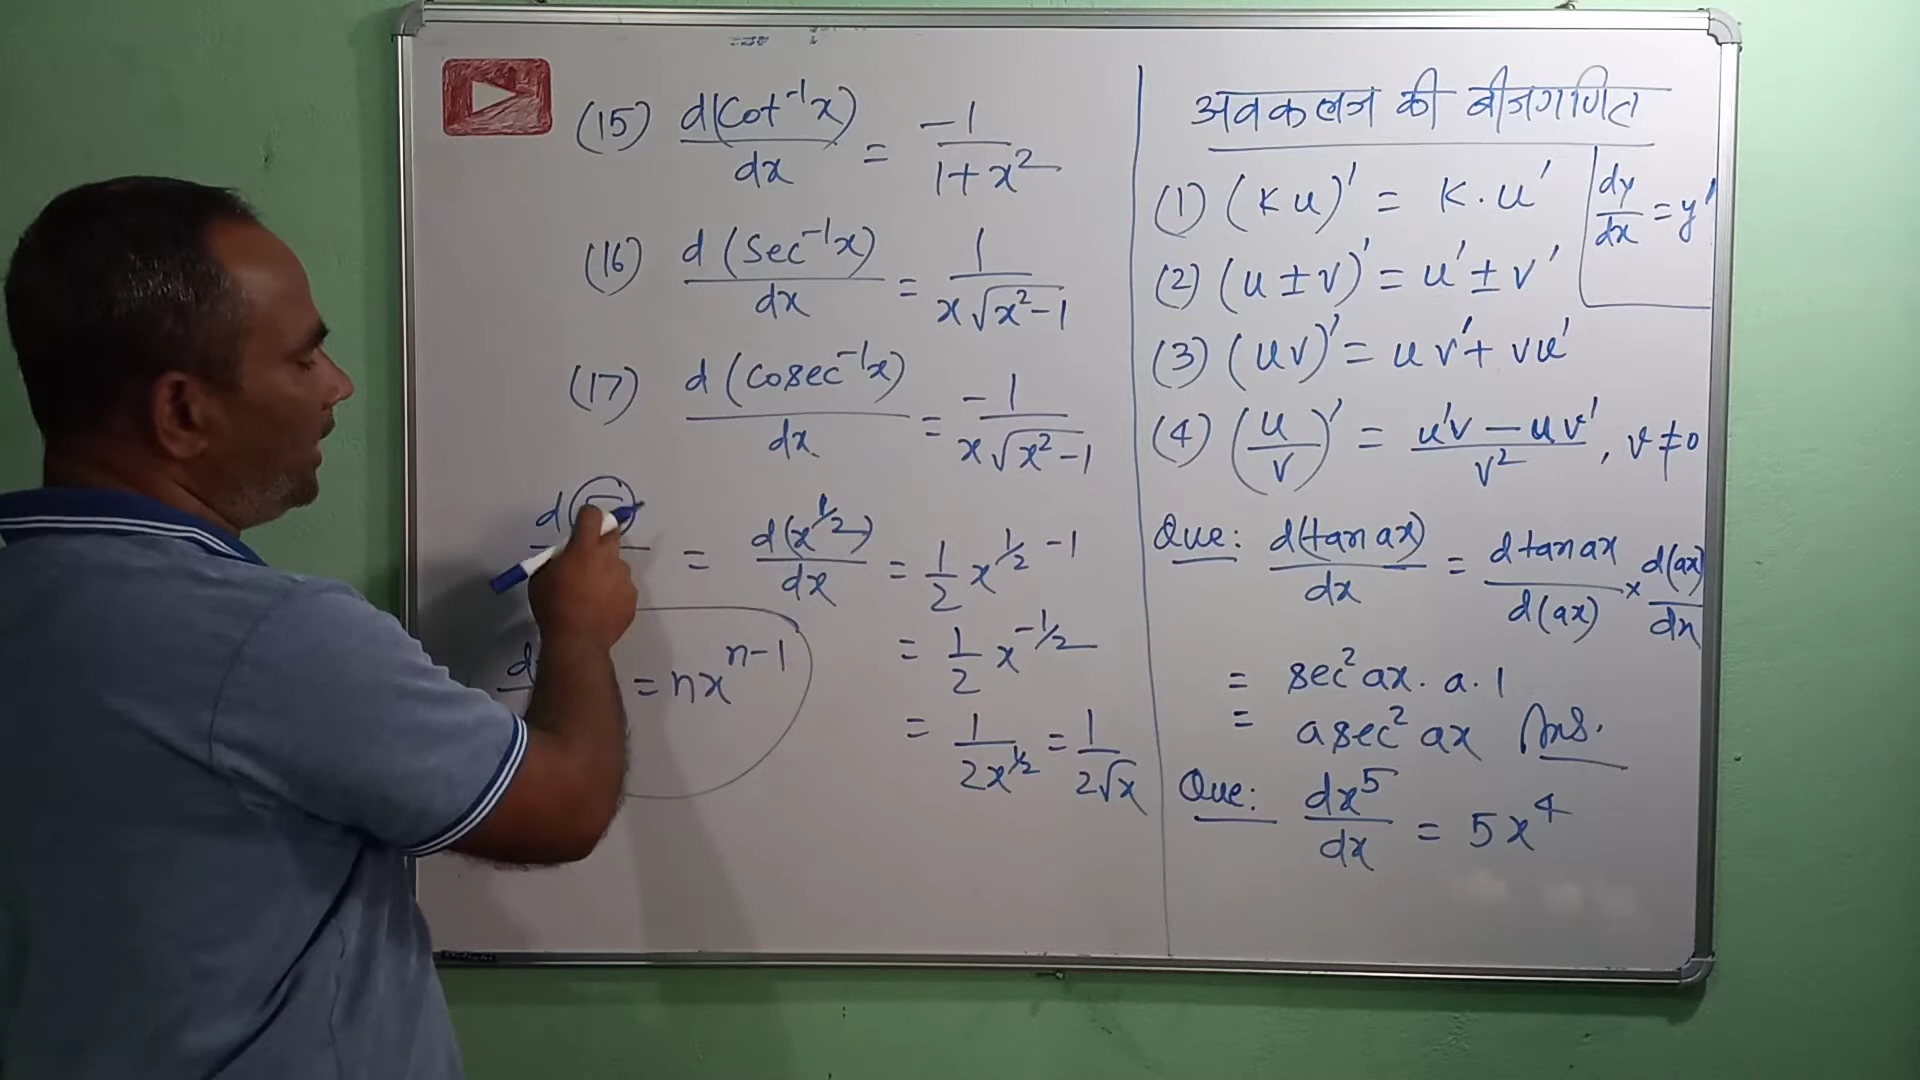 (15) d(Cot⁻¹x)/dx = -1/(1+x²)
(16) d(Sec⁻¹x)/dx = 1/(x√(x²-1))
(17) d(Cosec⁻¹x)/dx = -1/(x√(x²-1))
= d(x^(1/2))/dx = 1/2 x^(1/2 -1)
= 1/2 x^(-1/2)
= 1/(2x^(1/2)) = 1/(2√x)
= nx^(n-1)
अवकलज की बीजगणित
(1) (Ku)' = K.u'
dy/dx = y'
(2) (u±v)' = u'±v'
(3) (uv)' = uv'+vu'
(4) (u/v)' = (u'v-uv')/v², v≠0
Que: d(tan ax)/dx = d tan ax/d(ax) × d(ax)/dx
= sec²ax.a.1
= asec²ax Ans.
Que: dx⁵/dx = 5x⁴